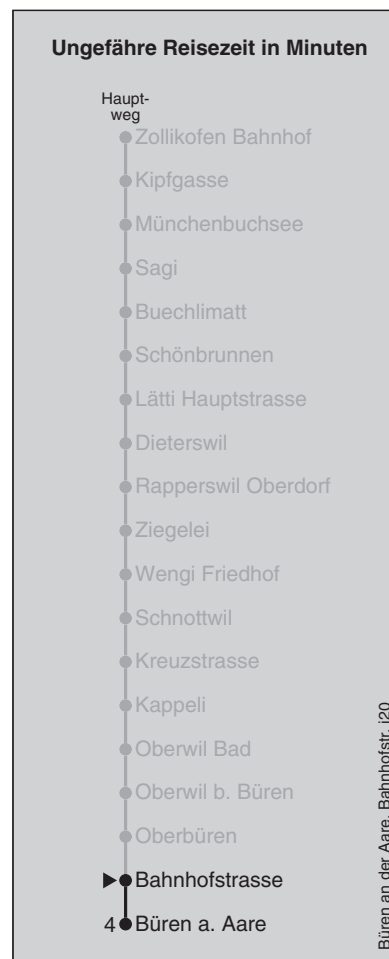 Ungefähre Reisezeit in Minuten
Haupt-
weg
Zollikofen Bahnhof
Kipfgasse
Münchenbuchsee
Sagi
Buechlimatt
Schönbrunnen
Lätti Hauptstrasse
Dieterswil
Rapperswil Oberdorf
Ziegelei
Wengi Friedhof
Schnottwil
Kreuzstrasse
Kappeli
Oberwil Bad
Oberwil b. Büren
Oberbüren
Bahnhofstrasse
4 Büren a. Aare
Büren an der Aare, Bahnhofstr. i20